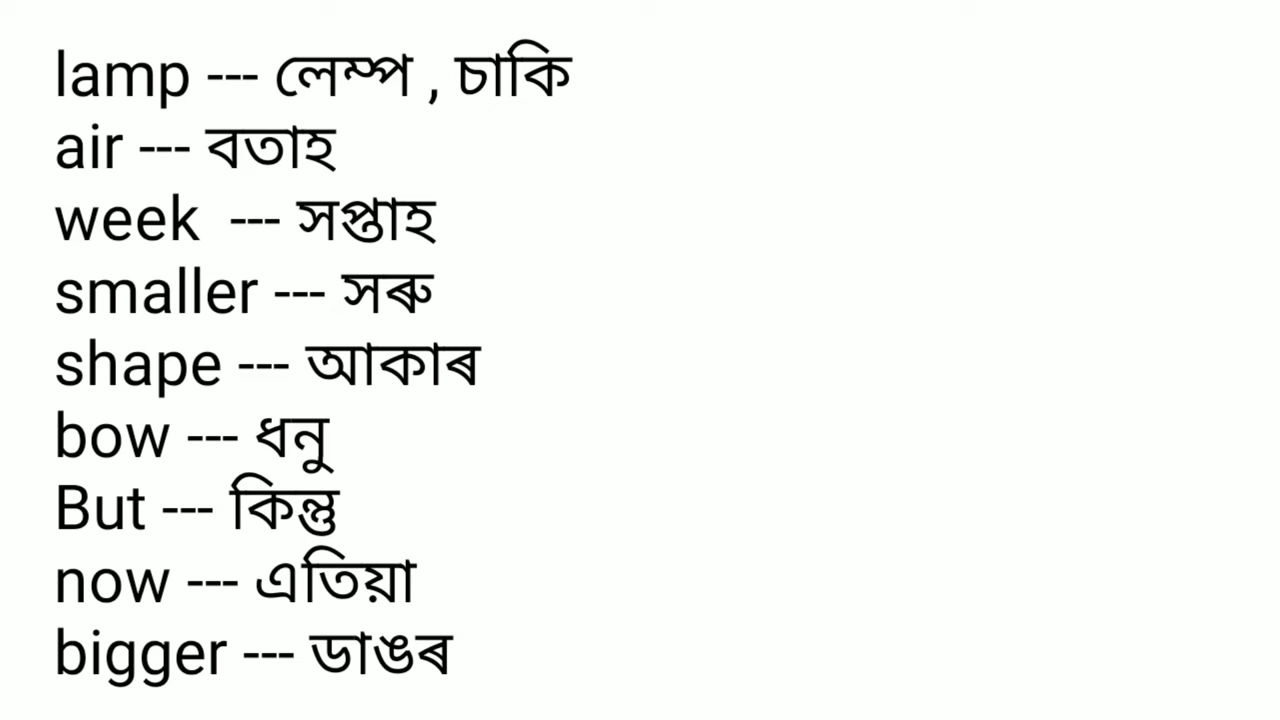 lamp --- লেম্প , চাকি
air --- বতাহ
week --- সপ্তাহ
smaller --- সৰু
shape --- আকাৰ
bow --- ধনু
But --- কিন্তু
now --- এতিয়া
bigger --- ডাঙৰ